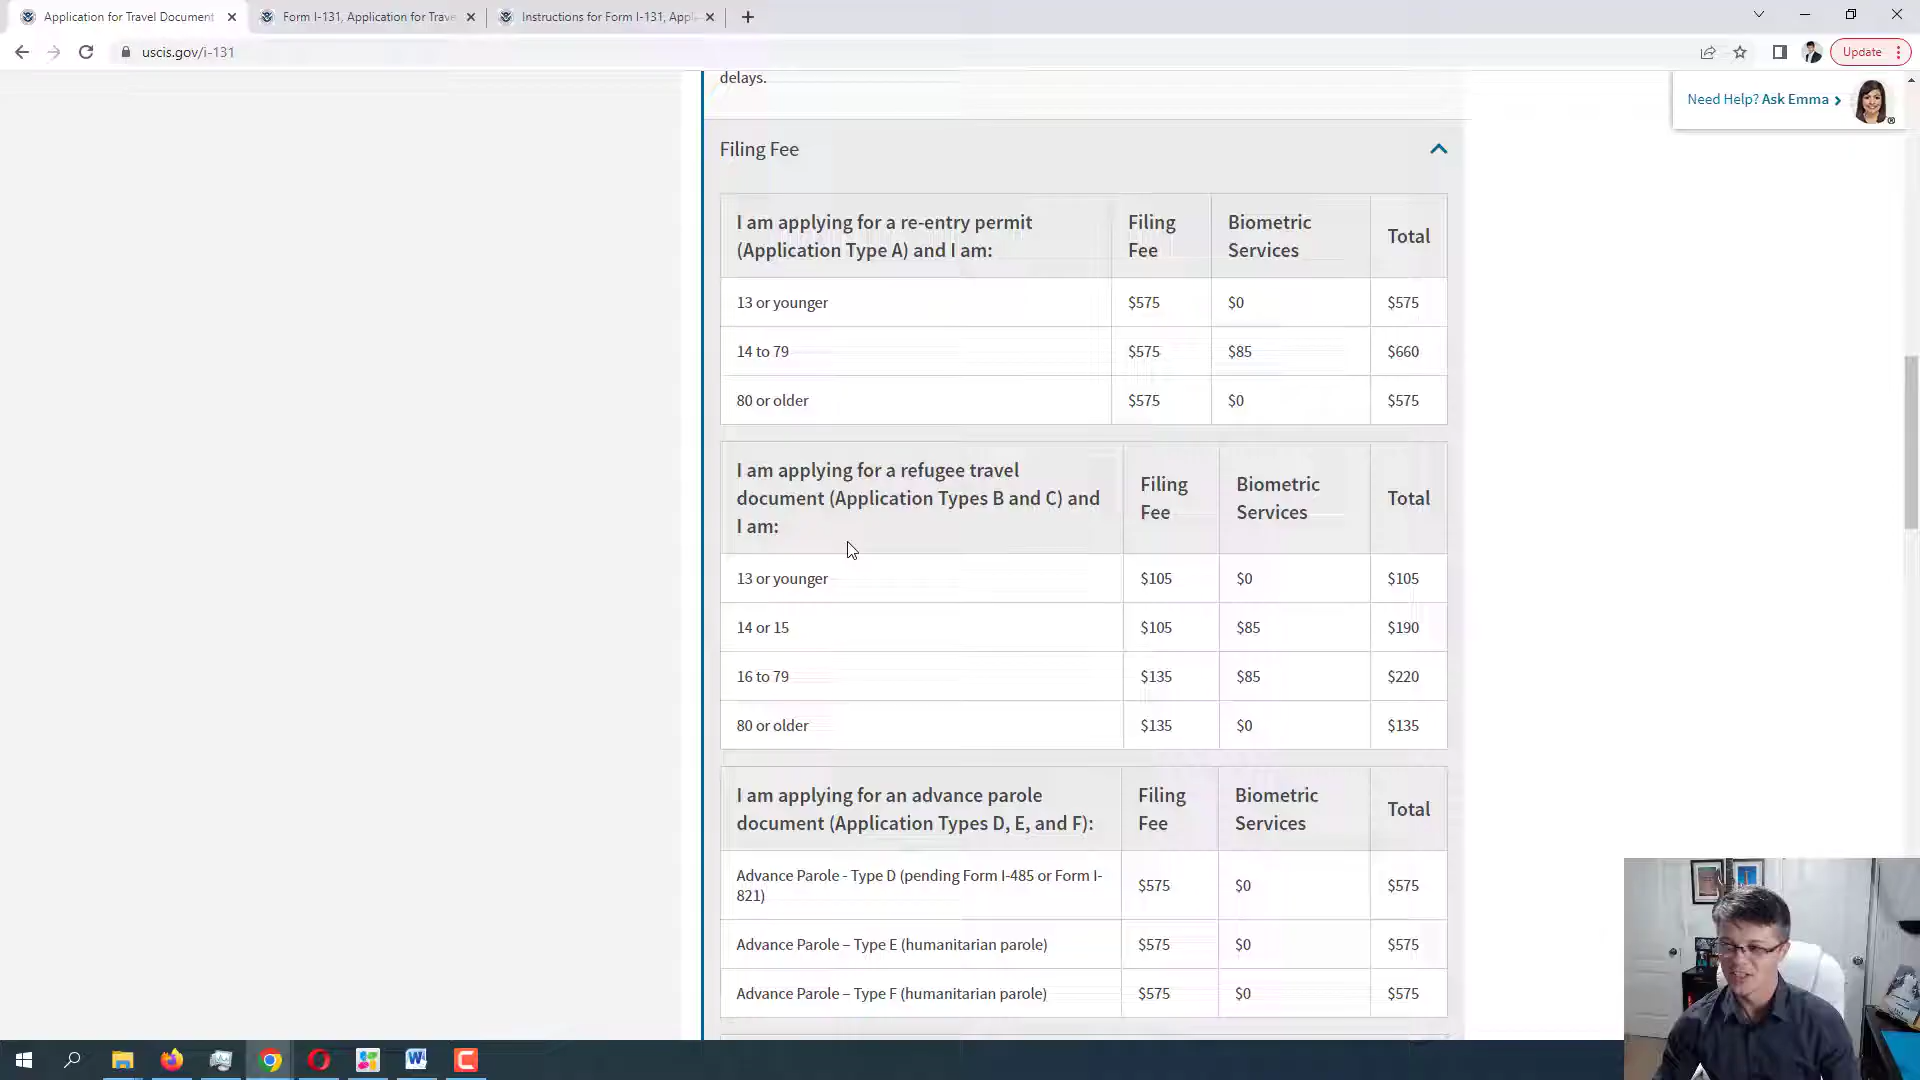 Application for Travel Document
Form I-131, Application for Trave
Instructions for Form I-131, Appl
uscis.gov/i-131
Update
delays.
Need Help? Ask Emma
Filing Fee
I am applying for a re-entry permit (Application Type A) and I am: Filing Fee Biometric Services Total
13 or younger $575 $0 $575
14 to 79 $575 $85 $660
80 or older $575 $0 $575
I am applying for a refugee travel document (Application Types B and C) and I am: Filing Fee Biometric Services Total
13 or younger $105 $0 $105
14 or 15 $105 $85 $190
16 to 79 $135 $85 $220
80 or older $135 $0 $135
I am applying for an advance parole document (Application Types D, E, and F): Filing Fee Biometric Services Total
Advance Parole - Type D (pending Form I-485 or Form I-821) $575 $0 $575
Advance Parole – Type E (humanitarian parole) $575 $0 $575
Advance Parole – Type F (humanitarian parole) $575 $0 $575